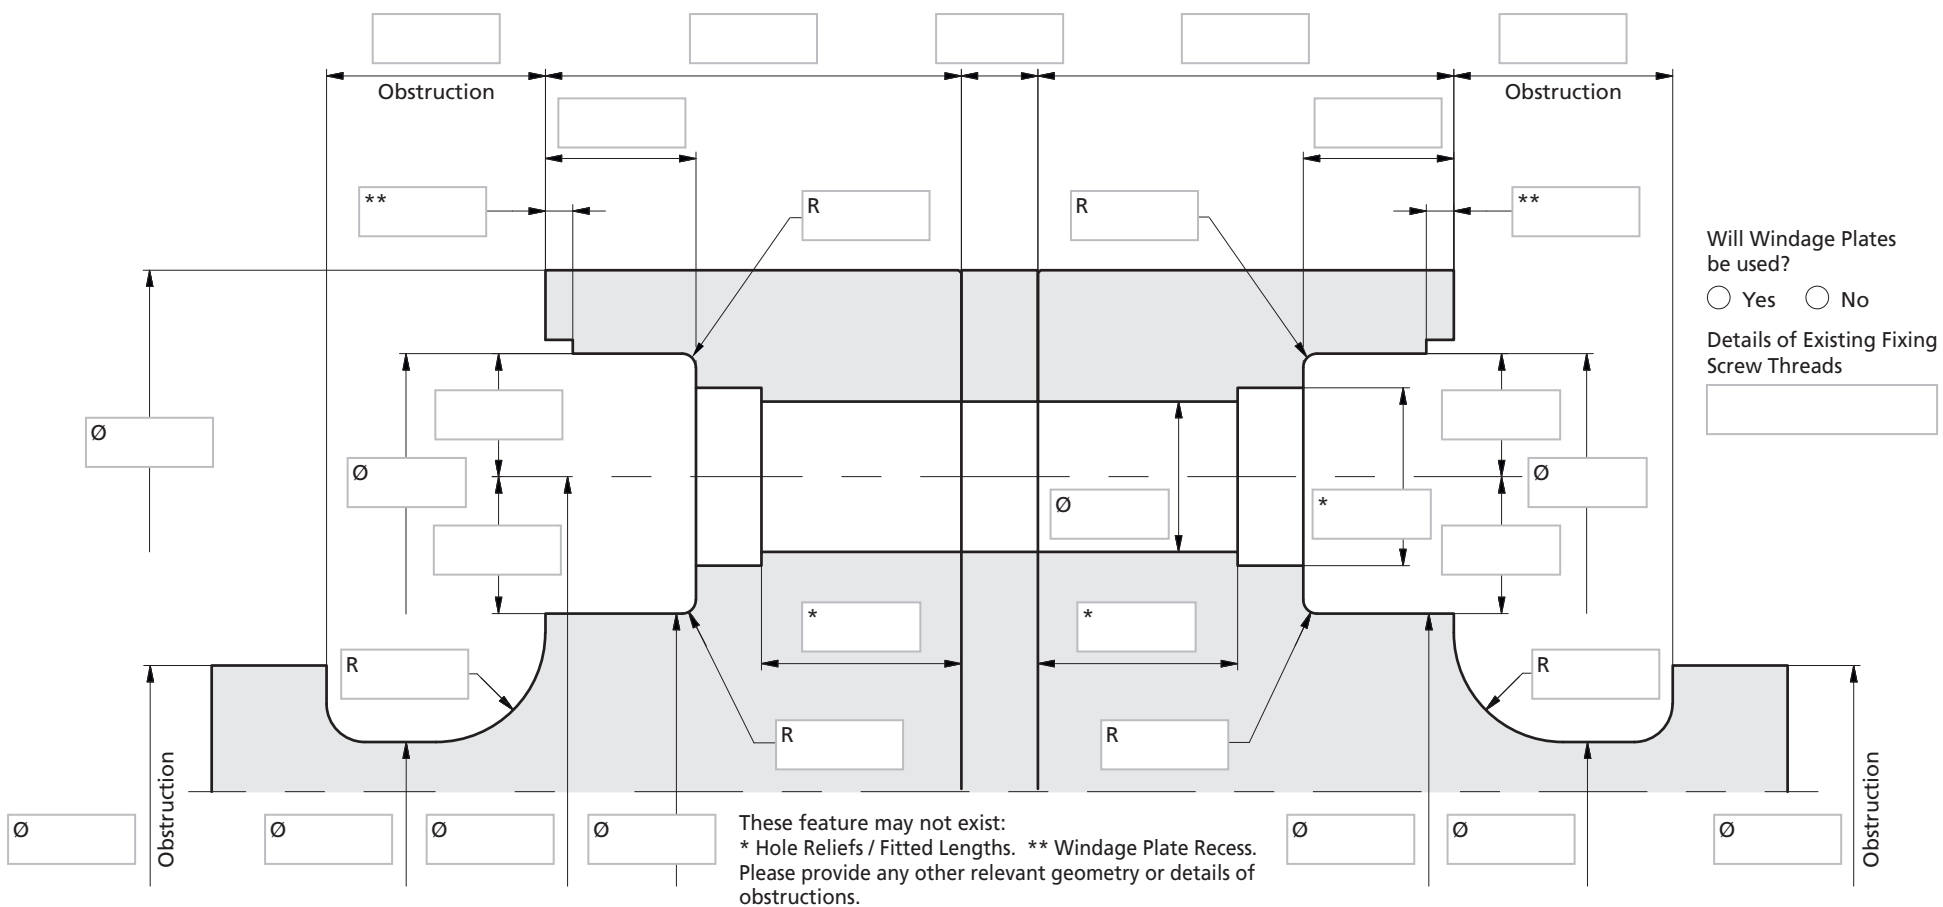 Obstruction
Obstruction
**
R
R
**
Will Windage Plates
be used?
Yes No
Details of Existing Fixing
Screw Threads
Ø
Ø
Ø
*
Ø
*
*
R
R
R
R
Obstruction
Obstruction
Ø
Ø
Ø
Ø
Ø
Ø
Ø
These feature may not exist:
* Hole Reliefs / Fitted Lengths. ** Windage Plate Recess.
Please provide any other relevant geometry or details of
obstructions.